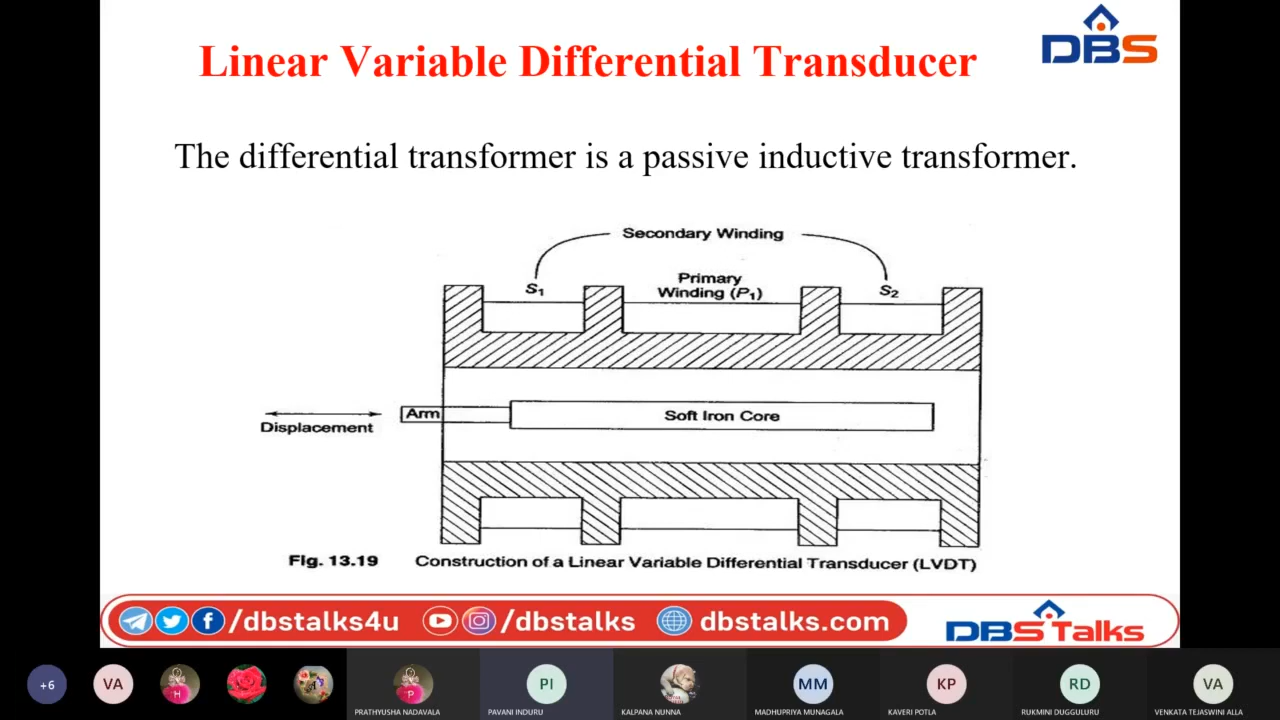 Linear Variable Differential Transducer
DBS
The differential transformer is a passive inductive transformer.
Secondary Winding
S1
Primary
Winding (P1)
S2
Arm
Soft Iron Core
Displacement
Fig. 13.19 Construction of a Linear Variable Differential Transducer (LVDT)
/dbstalks4u /dbstalks dbstalks.com
DBS Talks
+6 VA H P PI MM KP RD VA
PRATHYUSHA NADAVALA PAVANI INDURU KALPANA NUNNA MADHUPRIYA MUNAGALA KAVERI POTLA RUKMINI DUGGULURU VENKATA TEJASWINI ALLA